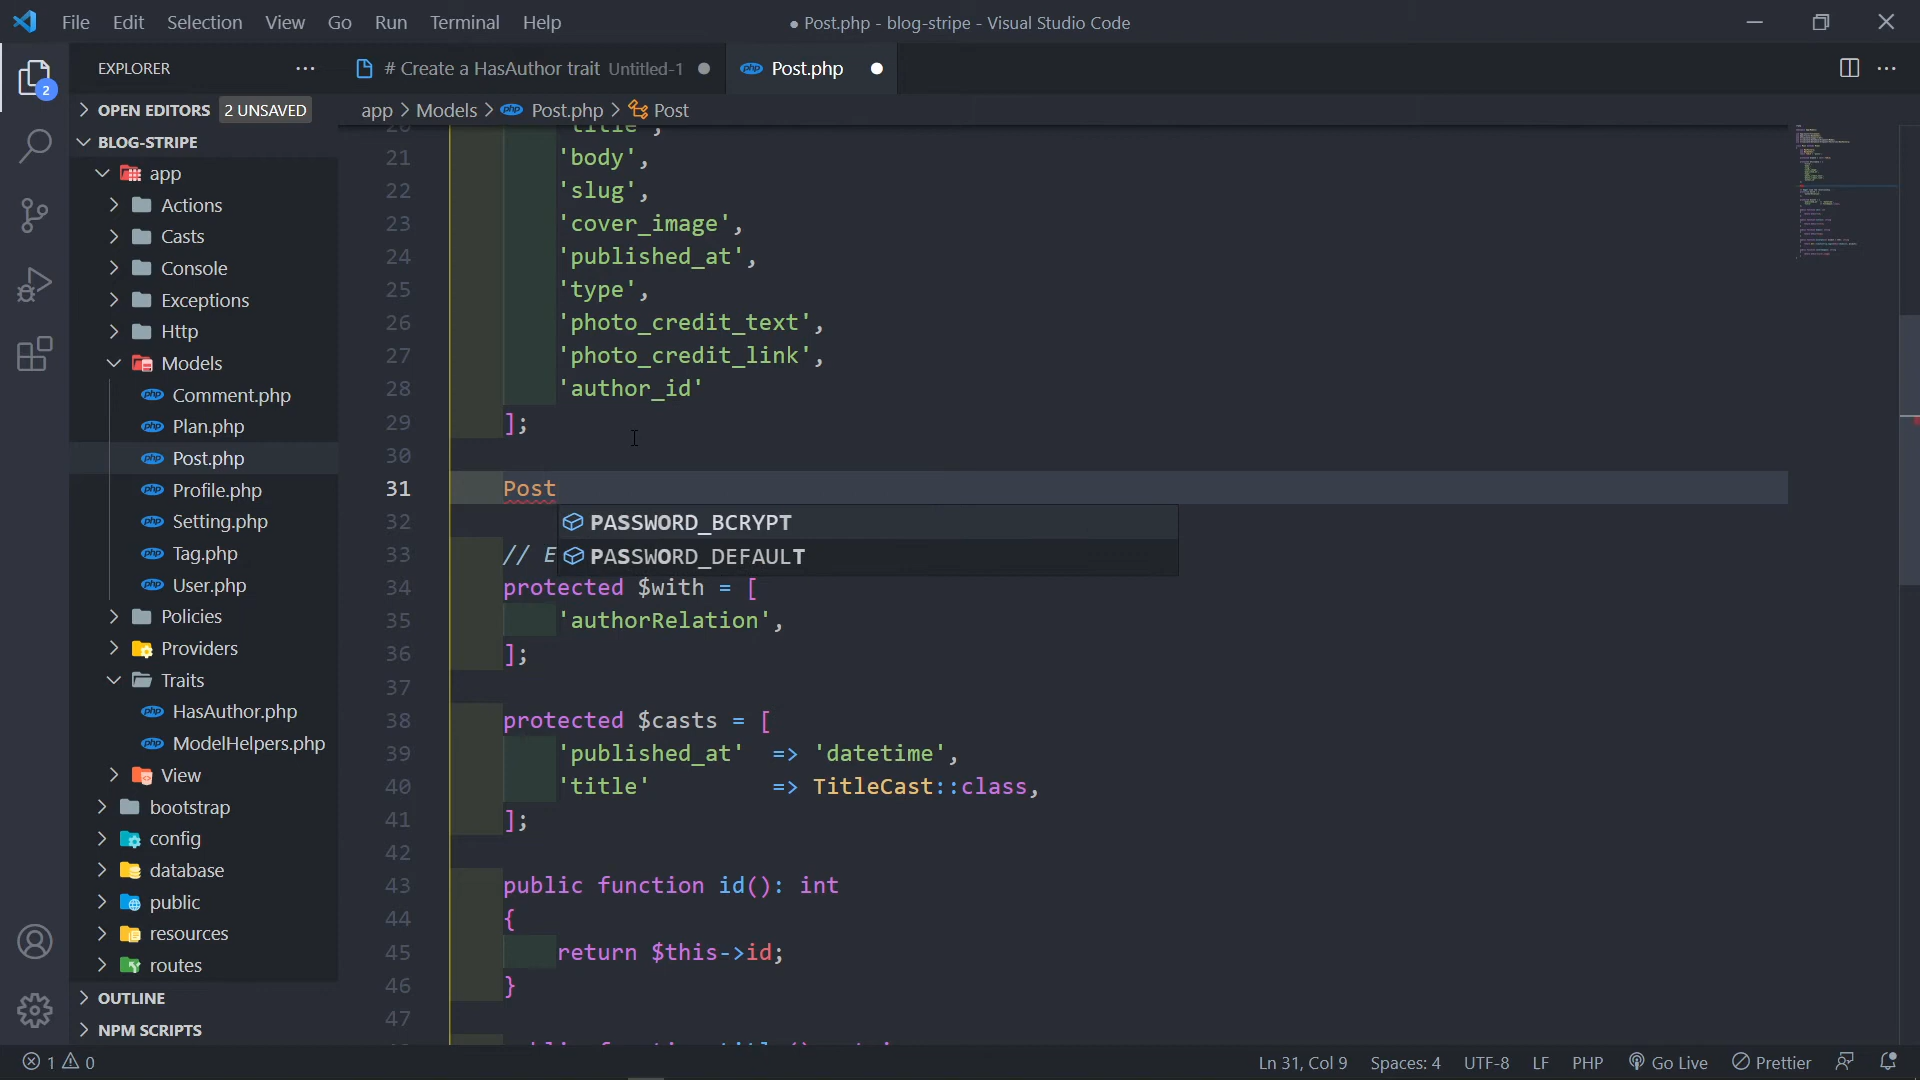 File Edit Selection View Go Run Terminal Help
● Post.php - blog-stripe - Visual Studio Code
EXPLORER
# Create a HasAuthor trait Untitled-1
Post.php
OPEN EDITORS 2 UNSAVED
app > Models > Post.php > Post
BLOG-STRIPE
app
Actions
Casts
Console
Exceptions
Http
Models
Comment.php
Plan.php
Post.php
Profile.php
Setting.php
Tag.php
User.php
Policies
Providers
Traits
HasAuthor.php
ModelHelpers.php
View
bootstrap
config
database
public
resources
routes
OUTLINE
NPM SCRIPTS
2
20 'title',
21 'body',
22 'slug',
23 'cover_image',
24 'published_at',
25 'type',
26 'photo_credit_text',
27 'photo_credit_link',
28 'author_id'
29 ];
30
31 Post
32 PASSWORD_BCRYPT
33 // E PASSWORD_DEFAULT
34 protected $with = [
35 'authorRelation',
36 ];
37
38 protected $casts = [
39 'published_at' => 'datetime',
40 'title' => TitleCast::class,
41 ];
42
43 public function id(): int
44 {
45 return $this->id;
46 }
47
1 0
Ln 31, Col 9 Spaces: 4 UTF-8 LF PHP Go Live Prettier